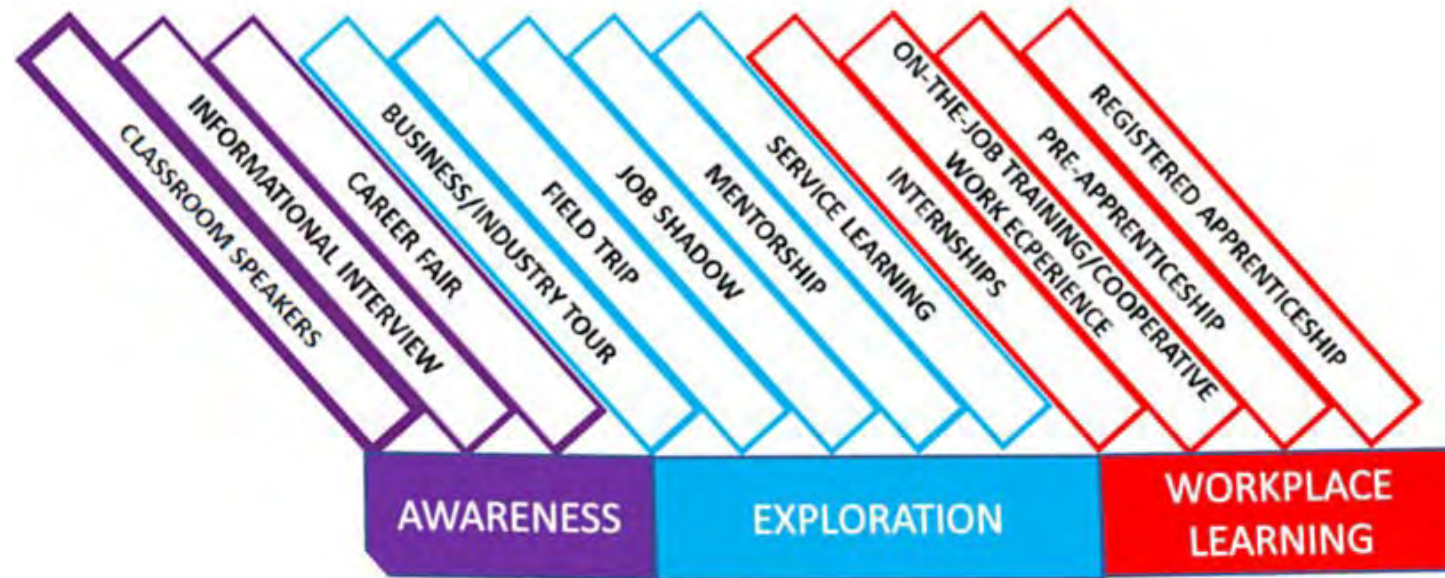 CLASSROOM SPEAKERS
INFORMATIONAL INTERVIEW
CAREER FAIR
BUSINESS/INDUSTRY TOUR
FIELD TRIP
JOB SHADOW
MENTORSHIP
SERVICE LEARNING
INTERNSHIPS
ON-THE-JOB TRAINING/COOPERATIVE
WORK ECPERIENCE
PRE-APPRENTICESHIP
REGISTERED APPRENTICESHIP
AWARENESS
EXPLORATION
WORKPLACE
LEARNING